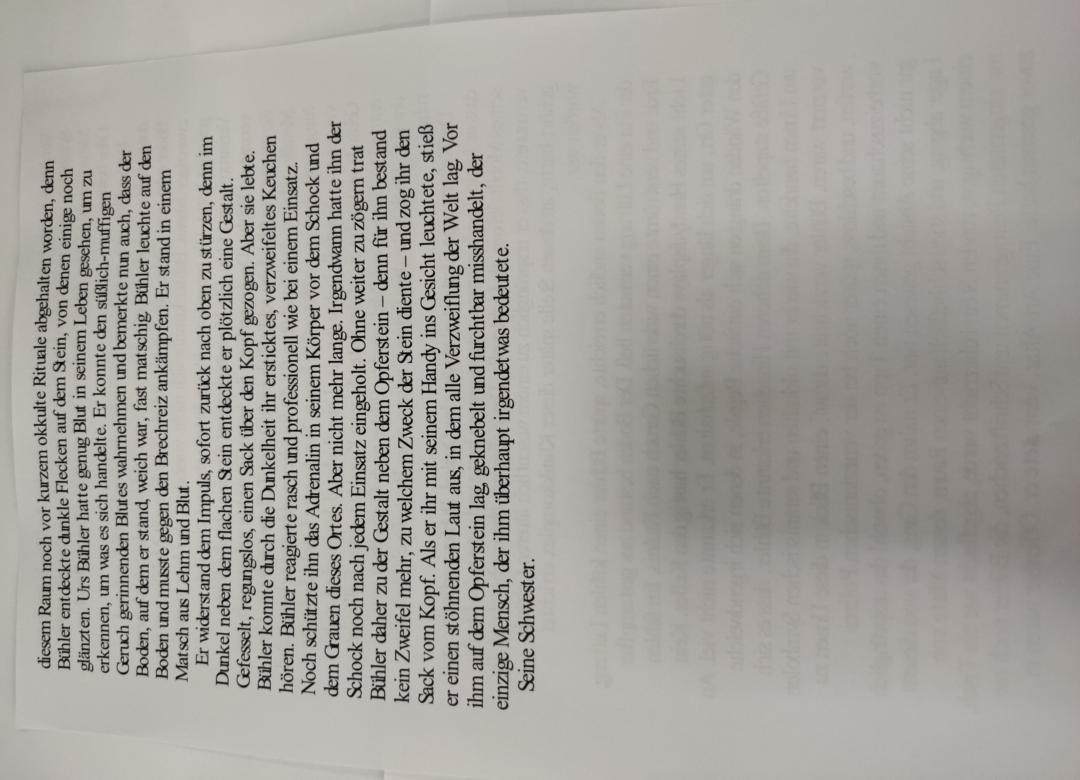 diesem Raum noch vor kurzem okkulte Rituale abgehalten worden, denn
Bühler entdeckte dunkle Flecken auf dem Stein, von denen einige noch
glänzten. Urs Bühler hatte genug Blut in seinem Leben gesehen, um zu
erkennen, um was es sich handelte. Er konnte den süßlich-muffigen
Geruch gerinnenden Blutes wahrnehmen und bemerkte nun auch, dass der
Boden, auf dem er stand, weich war, fast matschig. Bühler leuchte auf den
Boden und musste gegen den Brechreiz ankämpfen. Er stand in einem
Matsch aus Lehm und Blut.
Er widerstand dem Impuls, sofort zurück nach oben zu stürzen, denn im
Dunkel neben dem flachen Stein entdeckte er plötzlich eine Gestalt.
Gefesselt, regungslos, einen Sack über den Kopf gezogen. Aber sie lebte.
Bühler konnte durch die Dunkelheit ihr ersticktes, verzweifeltes Keuchen
hören. Bühler reagierte rasch und professionell wie bei einem Einsatz.
Noch schützte ihn das Adrenalin in seinem Körper vor dem Schock und
dem Grauen dieses Ortes. Aber nicht mehr lange. Irgendwann hatte ihn der
Schock noch nach jedem Einsatz eingeholt. Ohne weiter zu zögern trat
Bühler daher zu der Gestalt neben dem Opferstein – denn für ihn bestand
kein Zweifel mehr, zu welchem Zweck der Stein diente – und zog ihr den
Sack vom Kopf. Als er ihr mit seinem Handy ins Gesicht leuchtete, stieß
er einen stöhnenden Laut aus, in dem alle Verzweiflung der Welt lag. Vor
ihm auf dem Opferstein lag, geknebelt und furchtbar misshandelt, der
einzige Mensch, der ihm überhaupt irgendetwas bedeutete.
Seine Schwester.